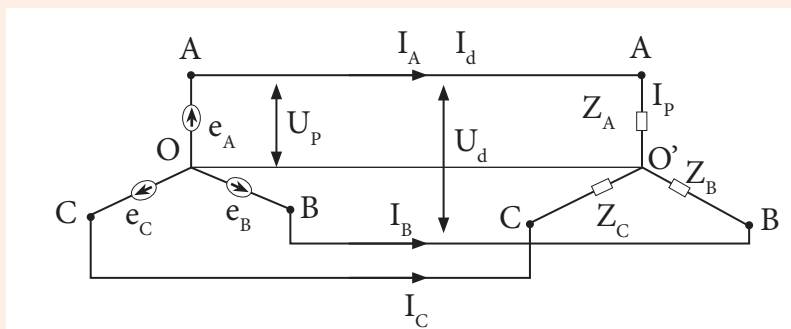 A I_A I_d A
Z_A I_P
e_A U_P U_d
O O' Z_B
C e_C e_B B I_B C Z_C B
I_C